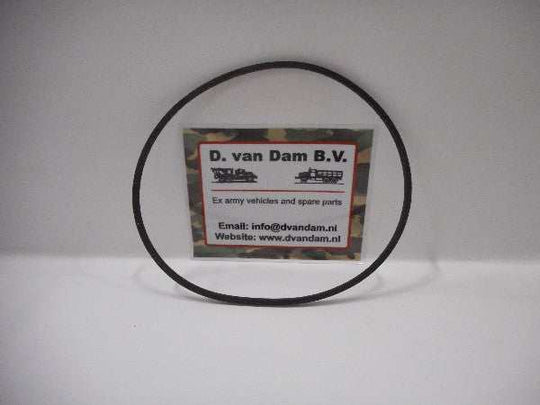 D. van Dam B.V.
Ex army vehicles and spare parts
Email: info@dvandam.nl
Website: www.dvandam.nl